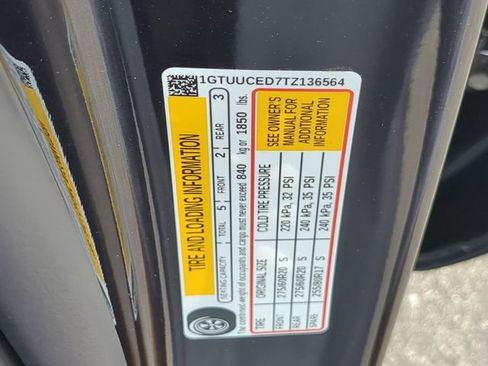 1GTUUCED7TZ136564
TIRE AND LOADING INFORMATION
SEATING CAPACITY TOTAL 5 FRONT 2 REAR 3
The combined weight of occupants and cargo must never exceed 840 kg or 1850 lbs.
TIRE ORIGINAL SIZE COLD TIRE PRESSURE
FRONT 275/60R20 S 220 kPa, 32 PSI
REAR 275/60R20 S 240 kPa, 35 PSI
SPARE 255/80R17 S 240 kPa, 35 PSI
SEE OWNER'S
MANUAL FOR
ADDITIONAL
INFORMATION